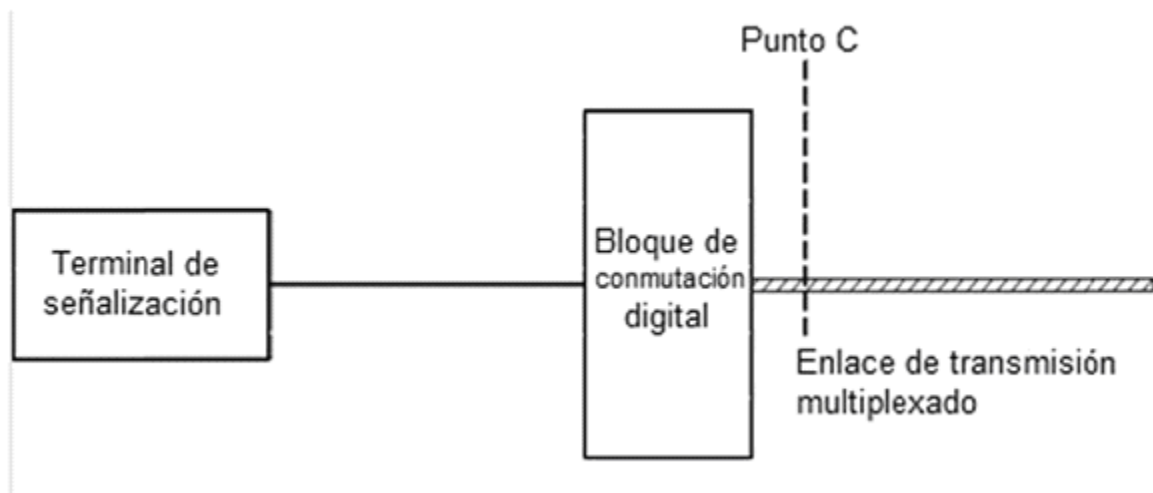 Punto C
Terminal de
señalización
Bloque de
conmutación
digital
Enlace de transmisión
multiplexado